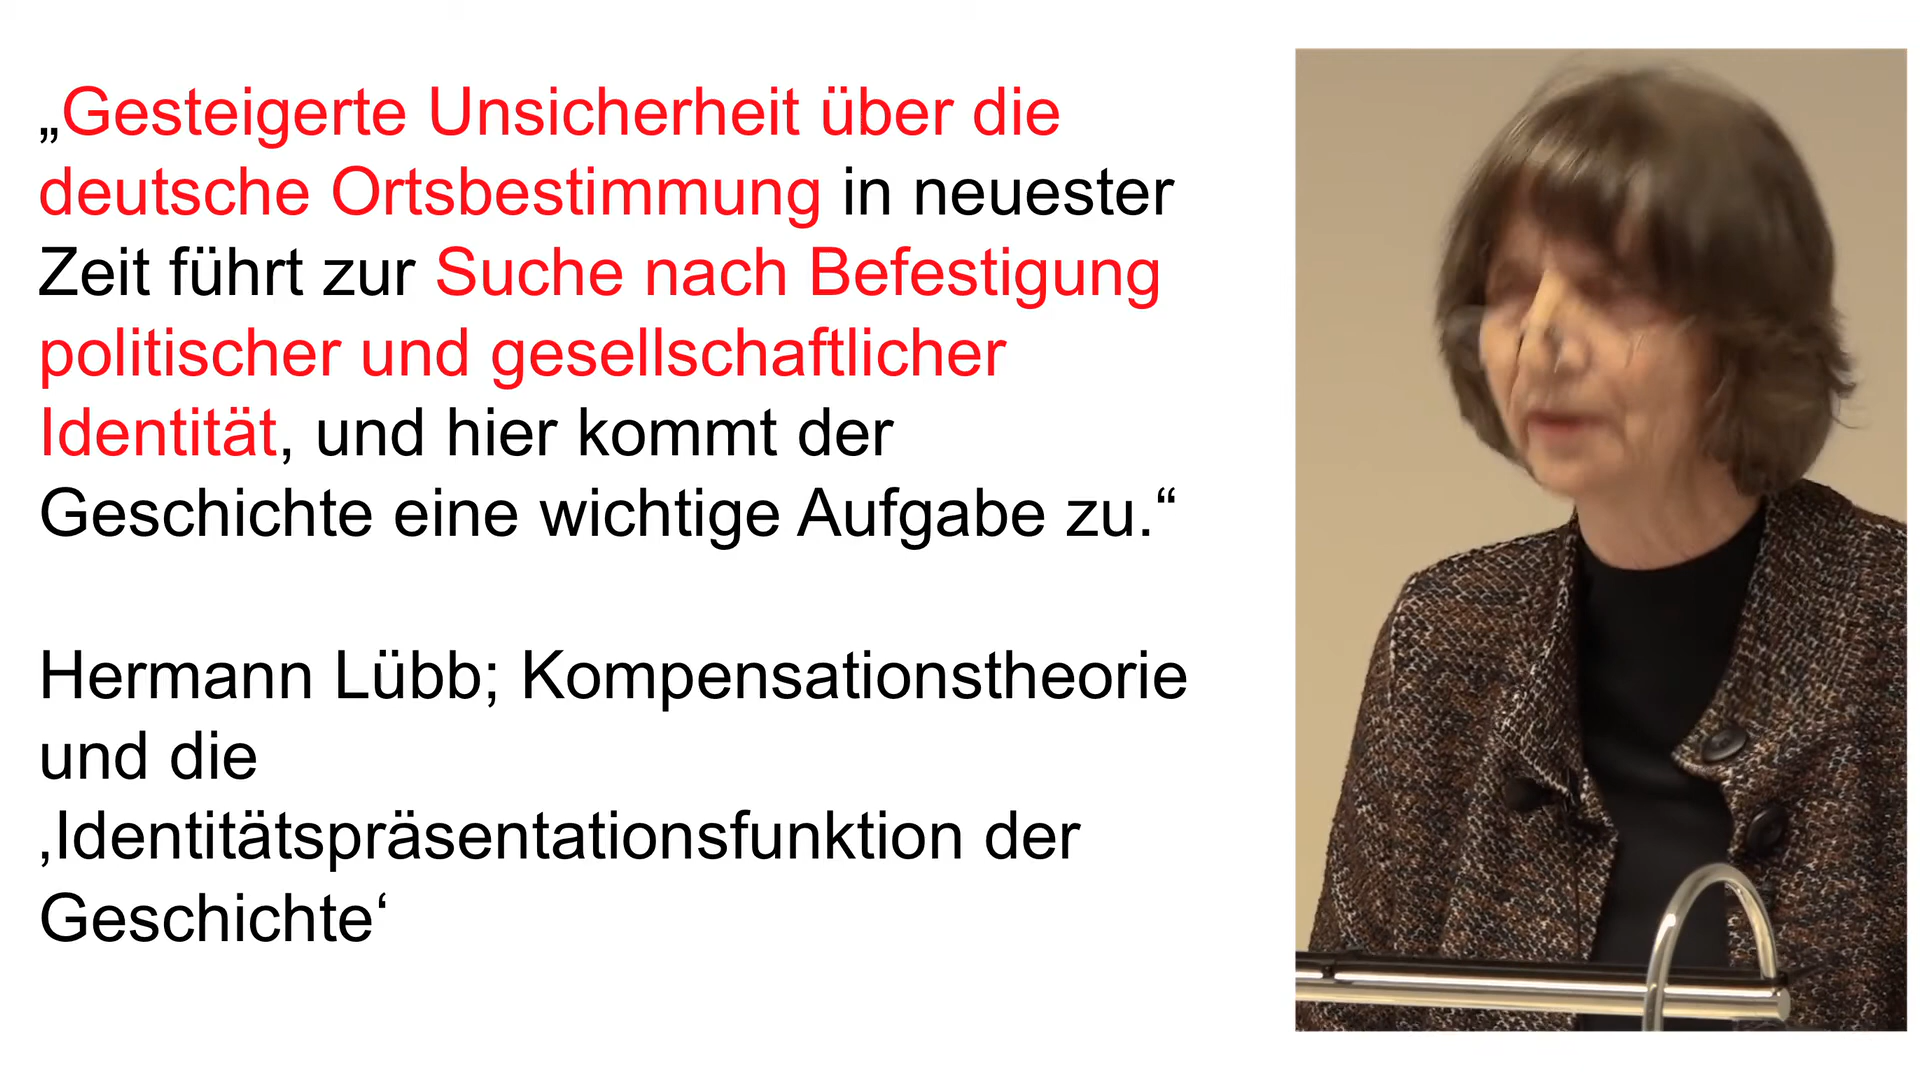 „Gesteigerte Unsicherheit über die
deutsche Ortsbestimmung in neuester
Zeit führt zur Suche nach Befestigung
politischer und gesellschaftlicher
Identität, und hier kommt der
Geschichte eine wichtige Aufgabe zu.“
Hermann Lübb; Kompensationstheorie
und die
‚Identitätspräsentationsfunktion der
Geschichte‘